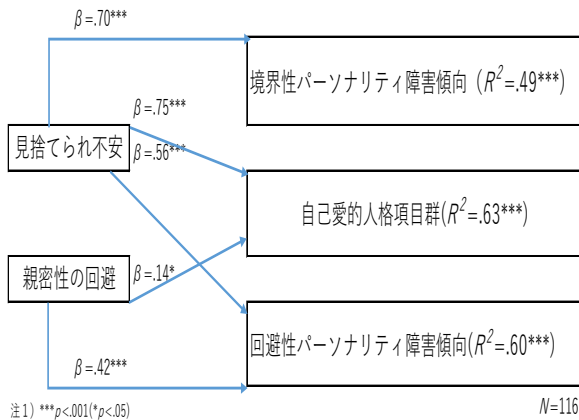 β=.70***
境界性パーソナリティ障害傾向（R²=.49***）
β=.75***
見捨てられ不安
β=.56***
自己愛的人格項目群(R²=.63***)
親密性の回避
β=.14*
回避性パーソナリティ障害傾向(R²=.60***)
β=.42***
注1）***p<.001(*p<.05)
N=116